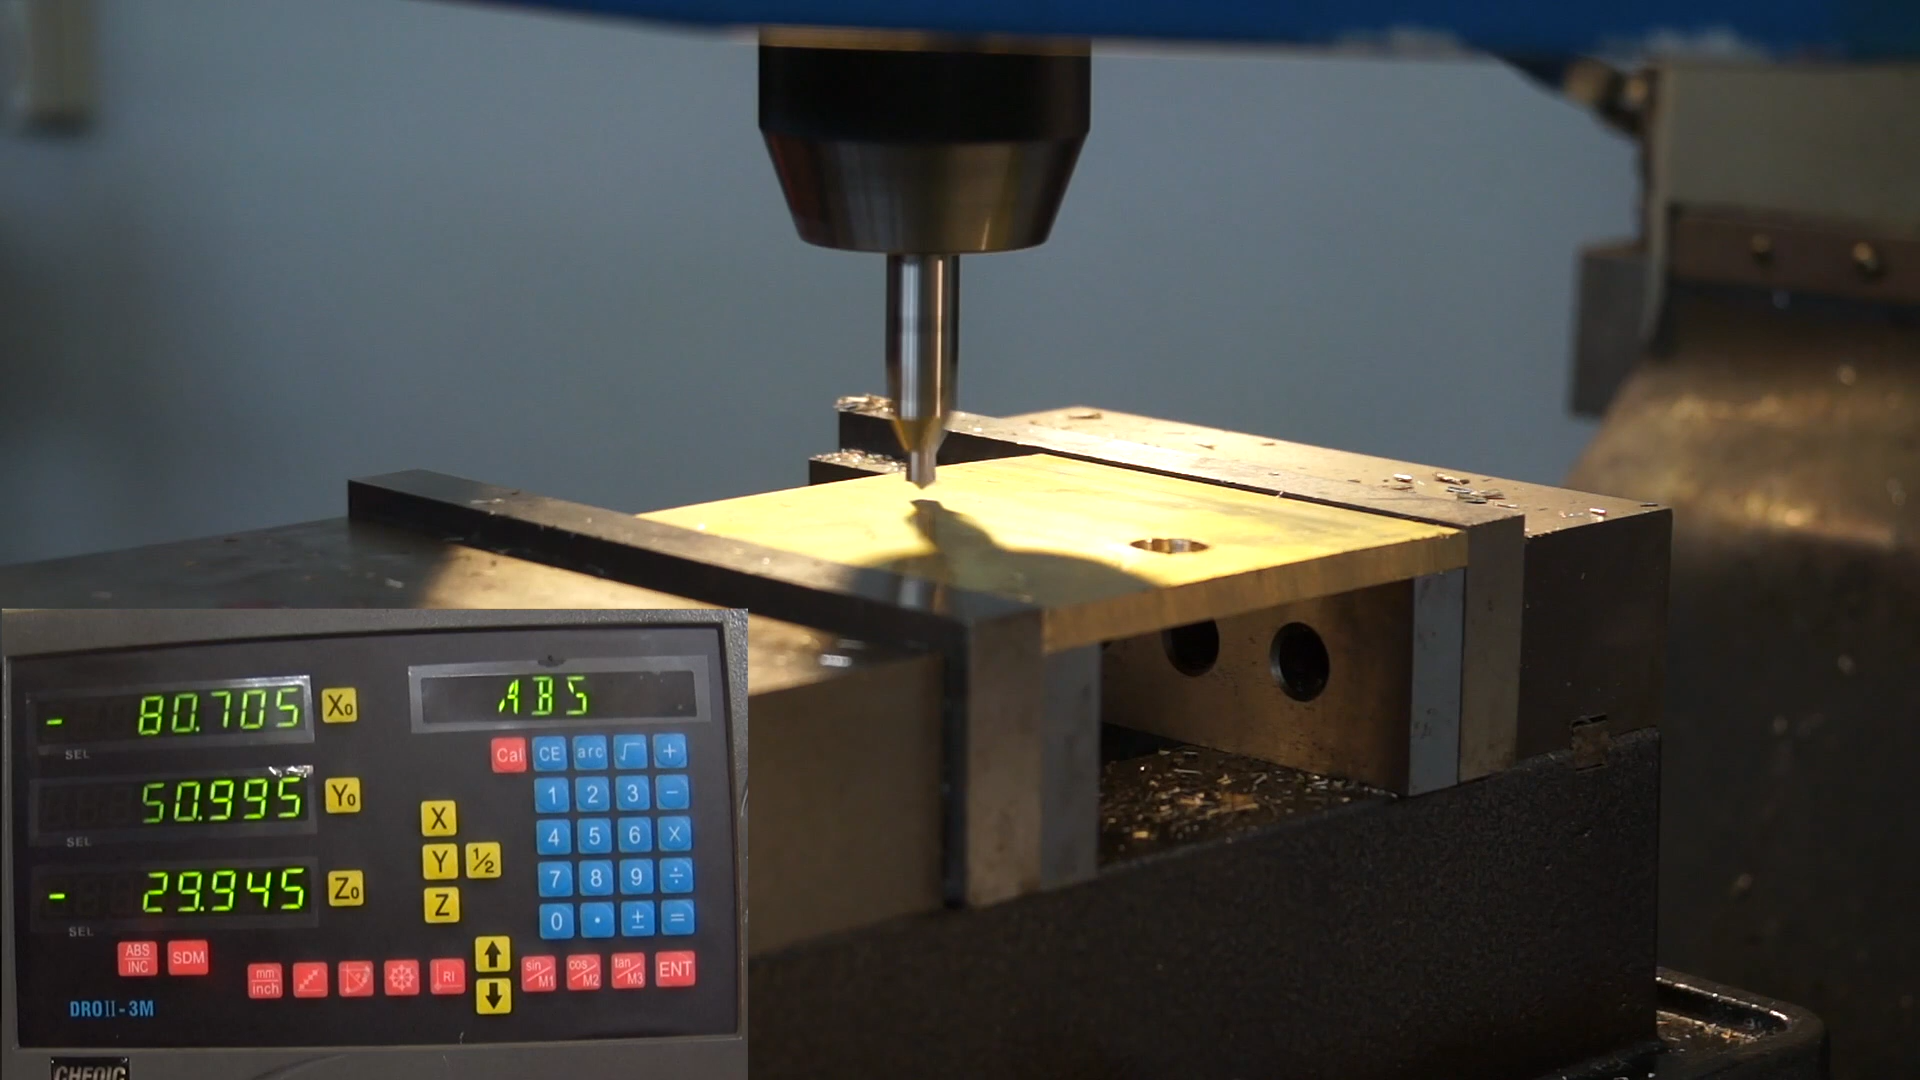 - 80.705 X₀
ABS
SEL
Cal CE arc √ +
- 50.995 Y₀
X 1 2 3 −
SEL
Y ½ 4 5 6 X
- 29.945 Z₀
Z 7 8 9 ÷
SEL
0 . ± =
ABS/INC SDM
mm/inch RI ↑ ↓ sin/M1 cos/M2 tan/M3 ENT
DROII-3M